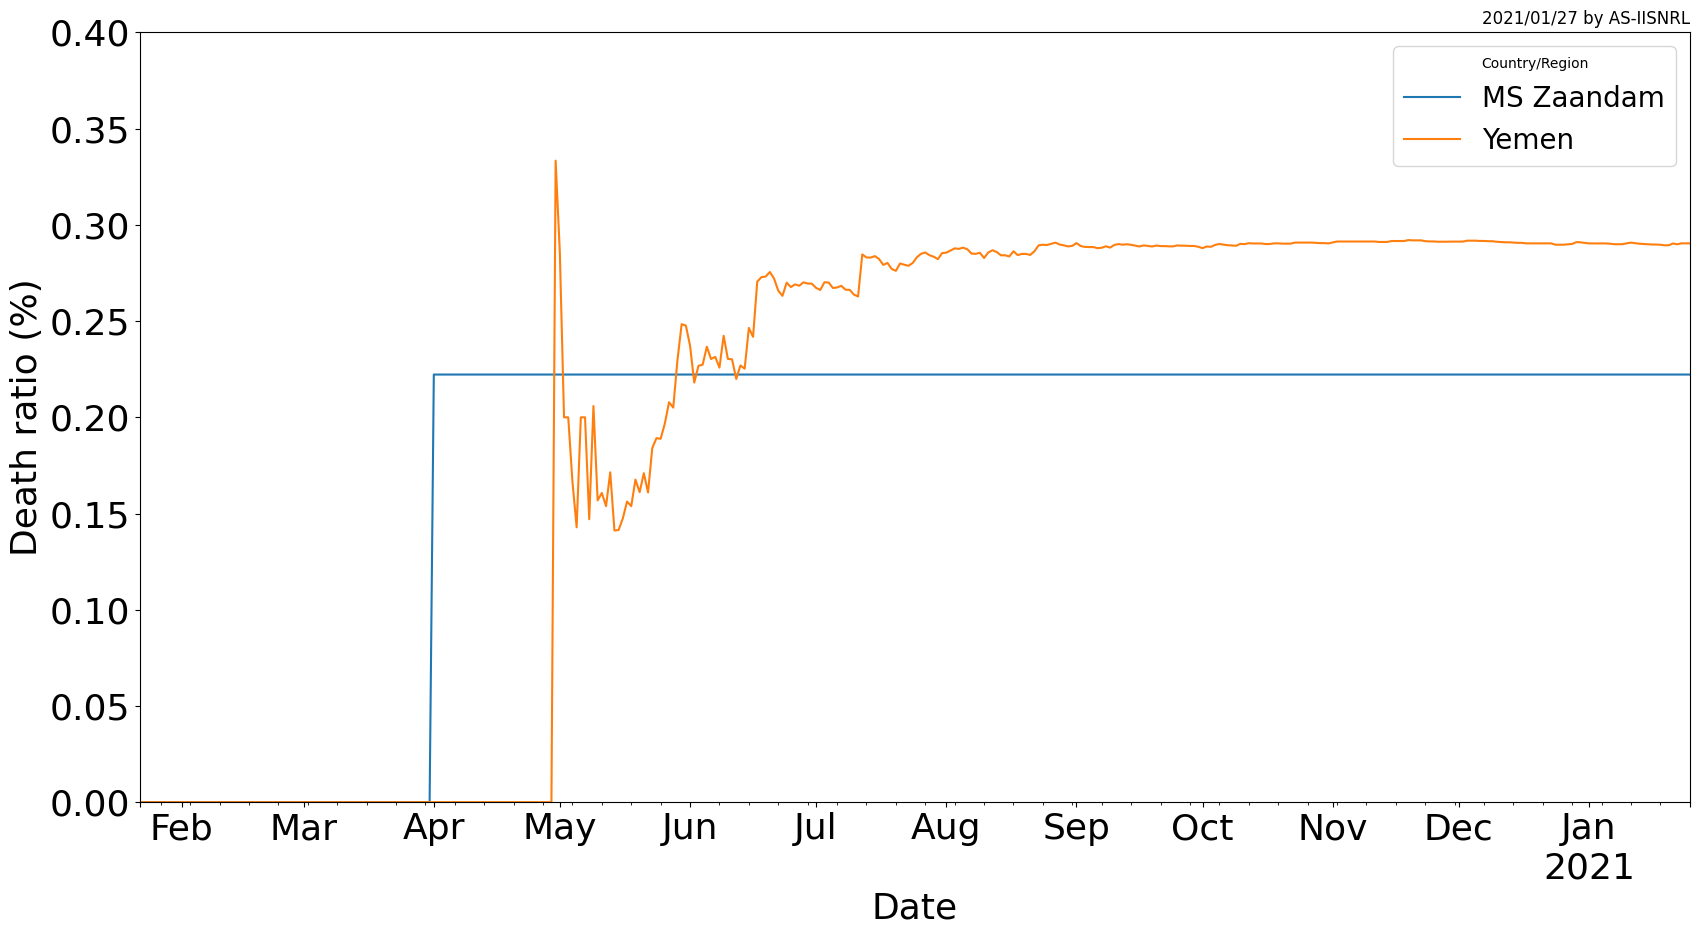 2021/01/27 by AS-IISNRL
Country/Region
MS Zaandam
Yemen
0.40
0.35
0.30
0.25
0.20
0.15
0.10
0.05
0.00
Death ratio (%)
Feb Mar Apr May Jun Jul Aug Sep Oct Nov Dec Jan
2021
Date